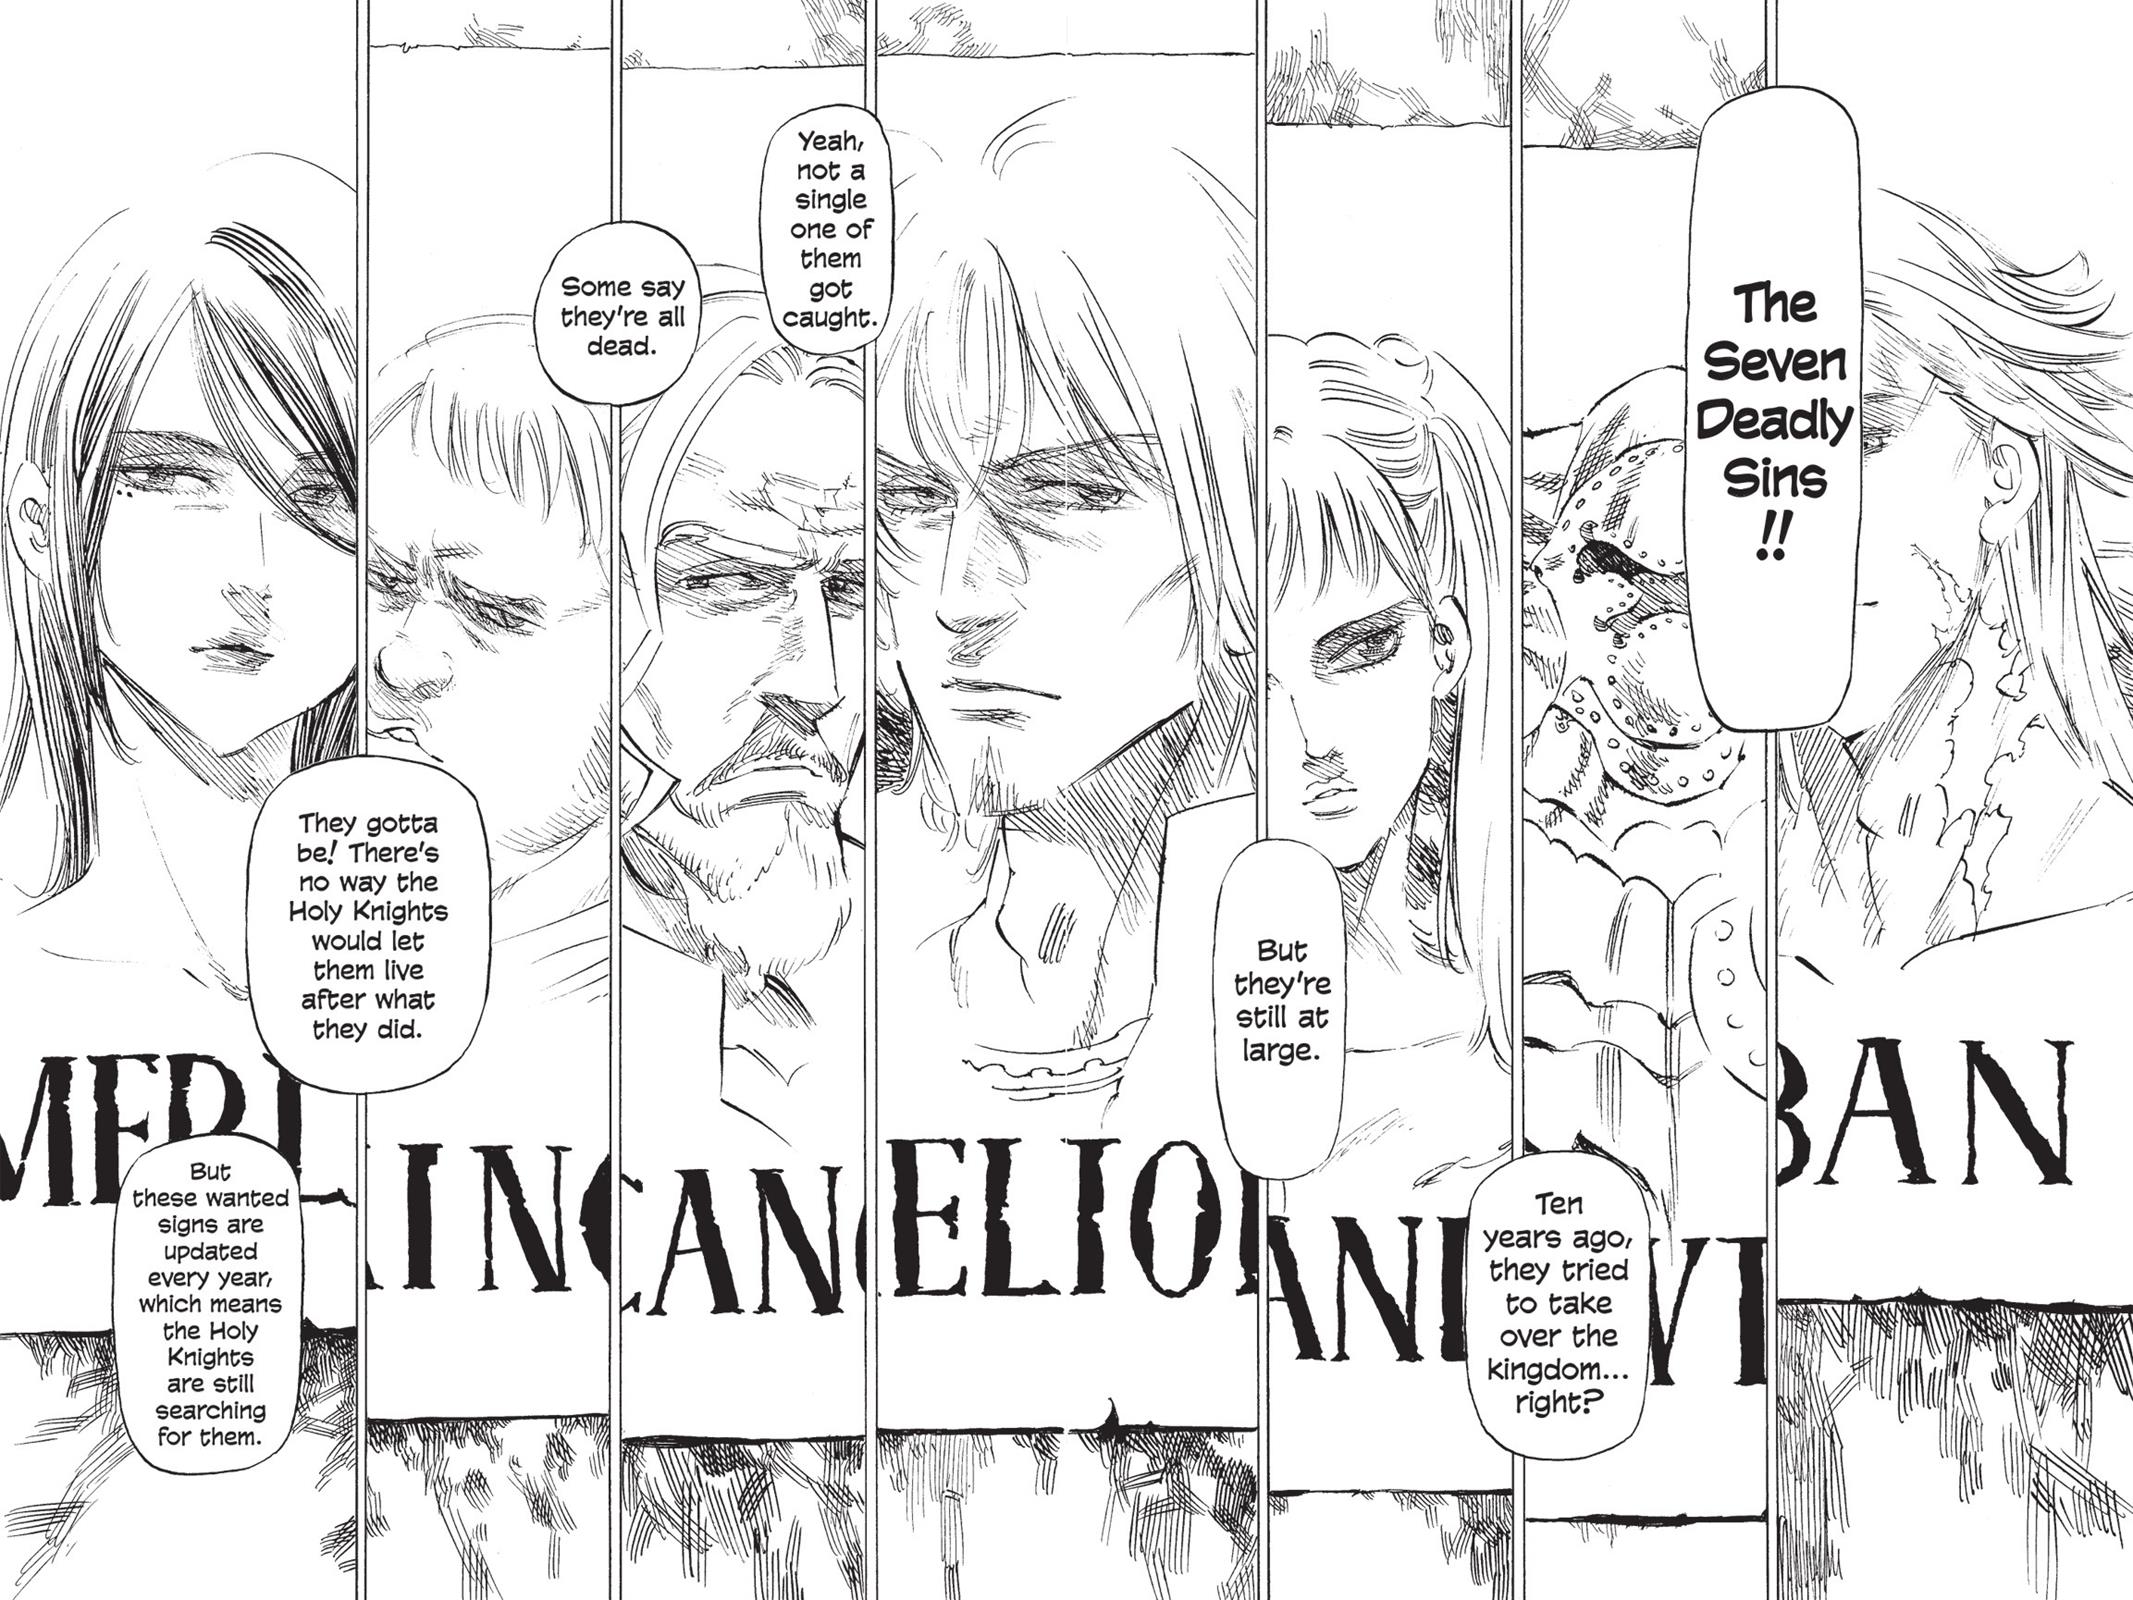 The
Seven
Deadly
Sins
!!
Ten
years ago,
they tried
to take
over the
kingdom...
right?
But
they're
still at
large.
Yeah,
not a
single
one of
them
got
caught.
Some say
they're all
dead.
They gotta
be! There's
no way the
Holy Knights
would let
them live
after what
they did.
But
these wanted
signs are
updated
every year,
which means
the Holy
Knights
are still
searching
for them.
BAN
ELIO